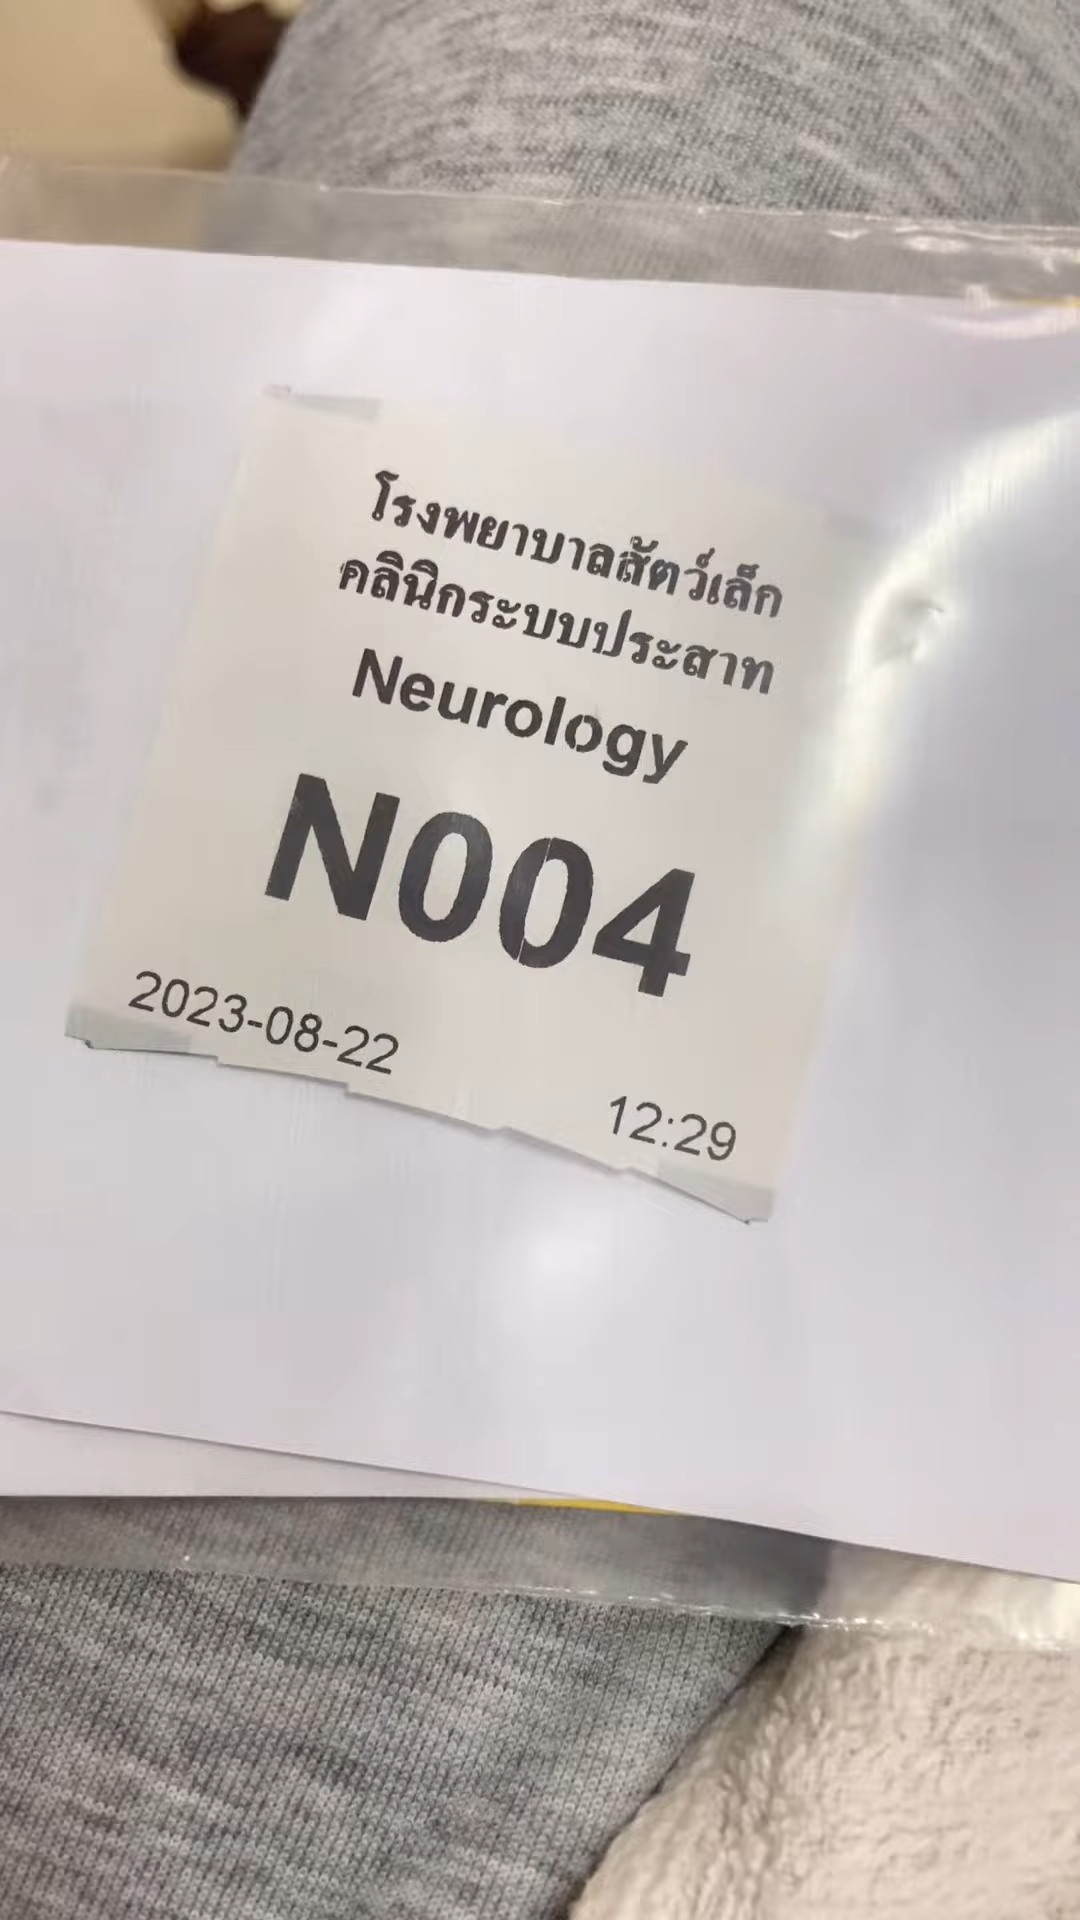 โรงพยาบาลสัตว์เล็ก
คลินิกระบบประสาท
Neurology
N004
2023-08-22
12:29